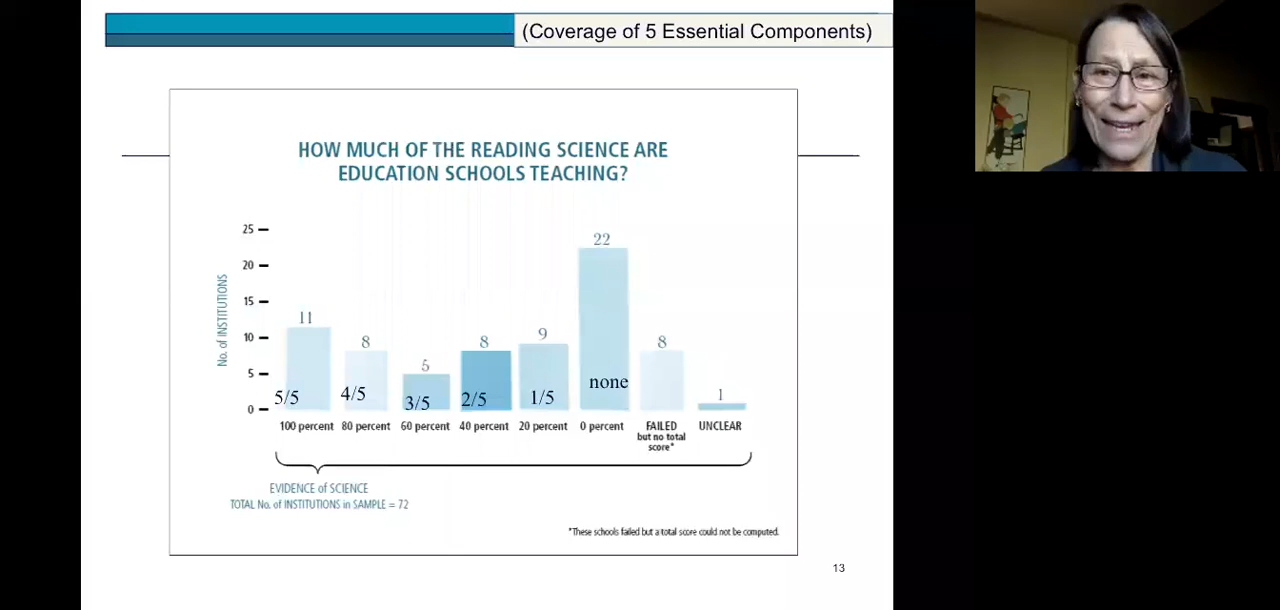 (Coverage of 5 Essential Components)
HOW MUCH OF THE READING SCIENCE ARE
EDUCATION SCHOOLS TEACHING?
No. of INSTITUTIONS
25
20
15
10
5
0
11
8
5
8
9
22
8
1
5/5
4/5
3/5
2/5
1/5
none
100 percent
80 percent
60 percent
40 percent
20 percent
0 percent
FAILED
but no total
score*
UNCLEAR
EVIDENCE of SCIENCE
TOTAL No. of INSTITUTIONS in SAMPLE = 72
*These schools failed but a total score could not be computed.
13